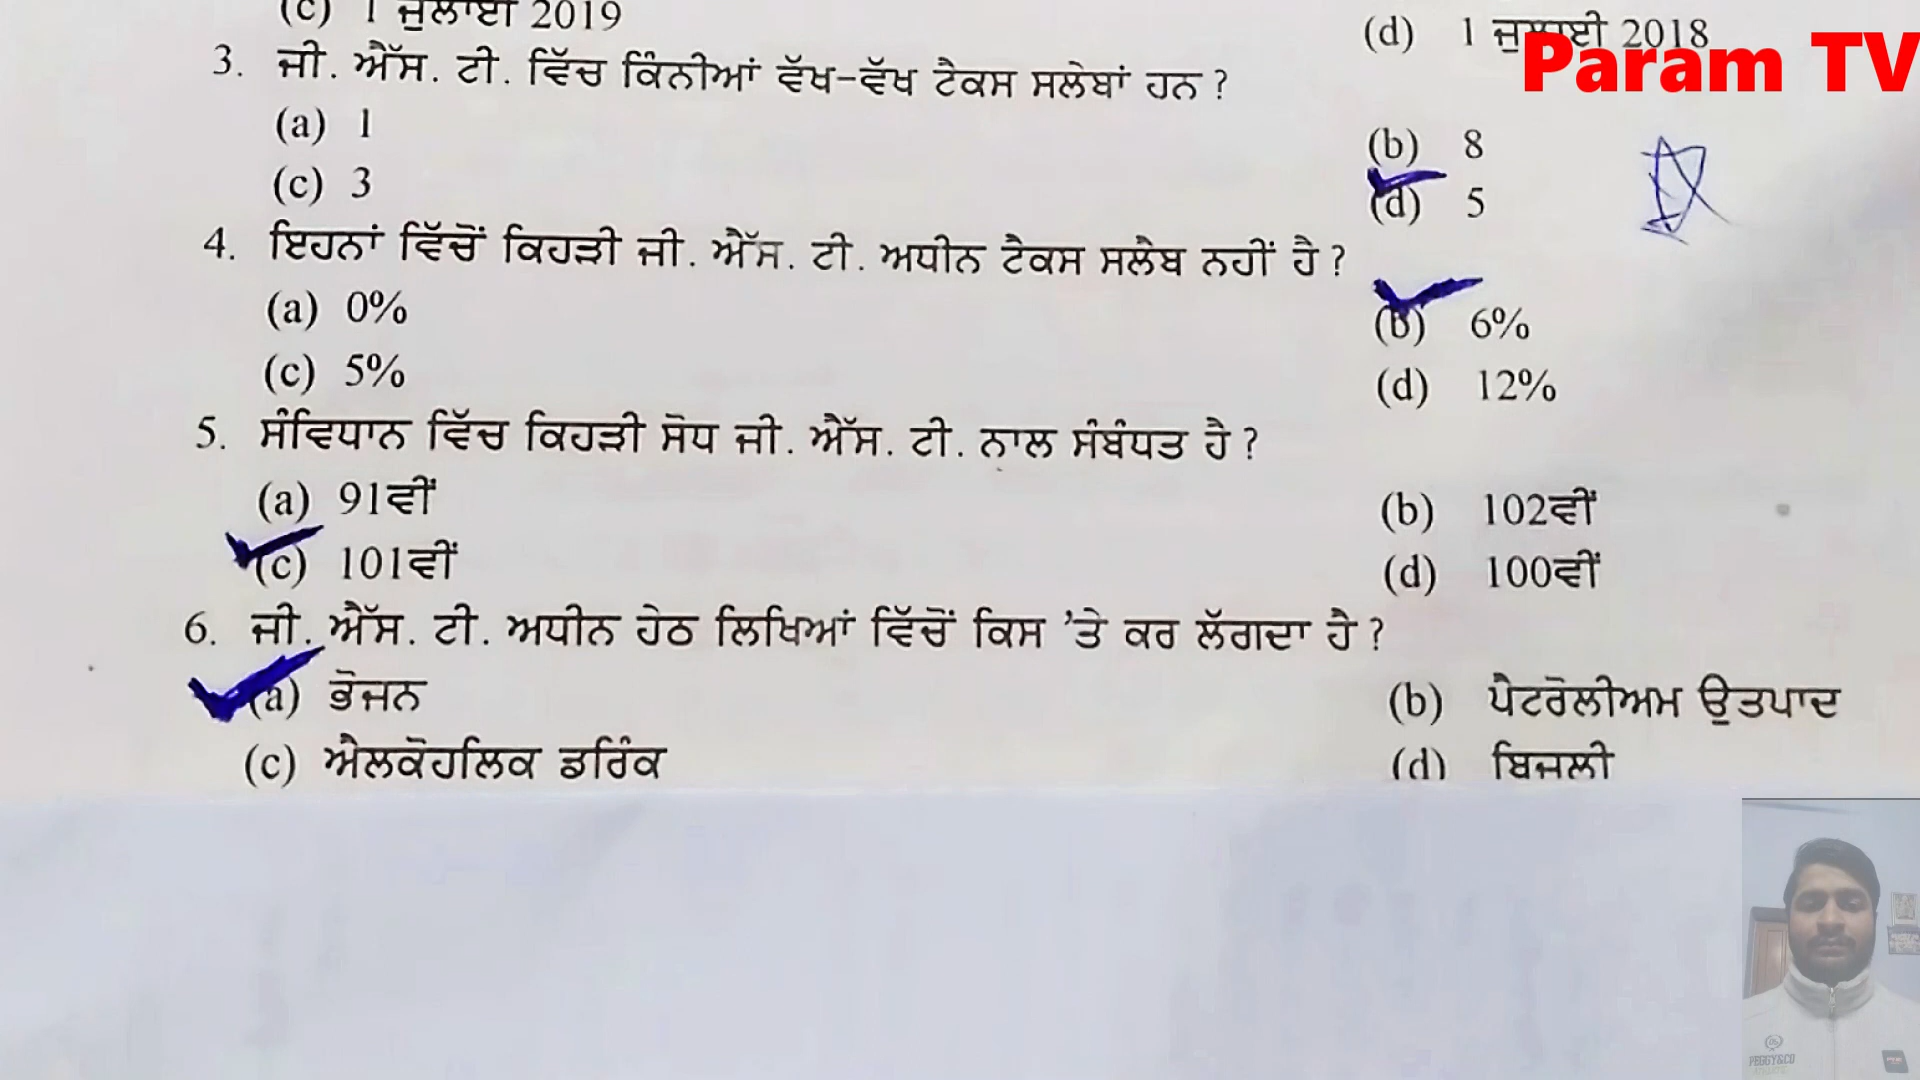 (c) 1 ਜੁਲਾਈ 2019
(d) 1 ਜੁਲਾਈ 2018
Param TV
3. ਜੀ. ਐੱਸ. ਟੀ. ਵਿੱਚ ਕਿੰਨੀਆਂ ਵੱਖ-ਵੱਖ ਟੈਕਸ ਸਲੇਬਾਂ ਹਨ ?
(a) 1
(b) 8
(c) 3
(d) 5
4. ਇਹਨਾਂ ਵਿੱਚੋਂ ਕਿਹੜੀ ਜੀ. ਐੱਸ. ਟੀ. ਅਧੀਨ ਟੈਕਸ ਸਲੈਬ ਨਹੀਂ ਹੈ ?
(a) 0%
(b) 6%
(c) 5%
(d) 12%
5. ਸੰਵਿਧਾਨ ਵਿੱਚ ਕਿਹੜੀ ਸੋਧ ਜੀ. ਐੱਸ. ਟੀ. ਨਾਲ ਸੰਬੰਧਤ ਹੈ ?
(a) 91ਵੀਂ
(b) 102ਵੀਂ
(c) 101ਵੀਂ
(d) 100ਵੀਂ
6. ਜੀ. ਐੱਸ. ਟੀ. ਅਧੀਨ ਹੇਠ ਲਿਖਿਆਂ ਵਿੱਚੋਂ ਕਿਸ ’ਤੇ ਕਰ ਲੱਗਦਾ ਹੈ ?
(a) ਭੋਜਨ
(b) ਪੈਟਰੋਲੀਅਮ ਉਤਪਾਦ
(c) ਐਲਕੋਹਲਿਕ ਡਰਿੰਕ
(d) ਬਿਜਲੀ
PEGGY&CO